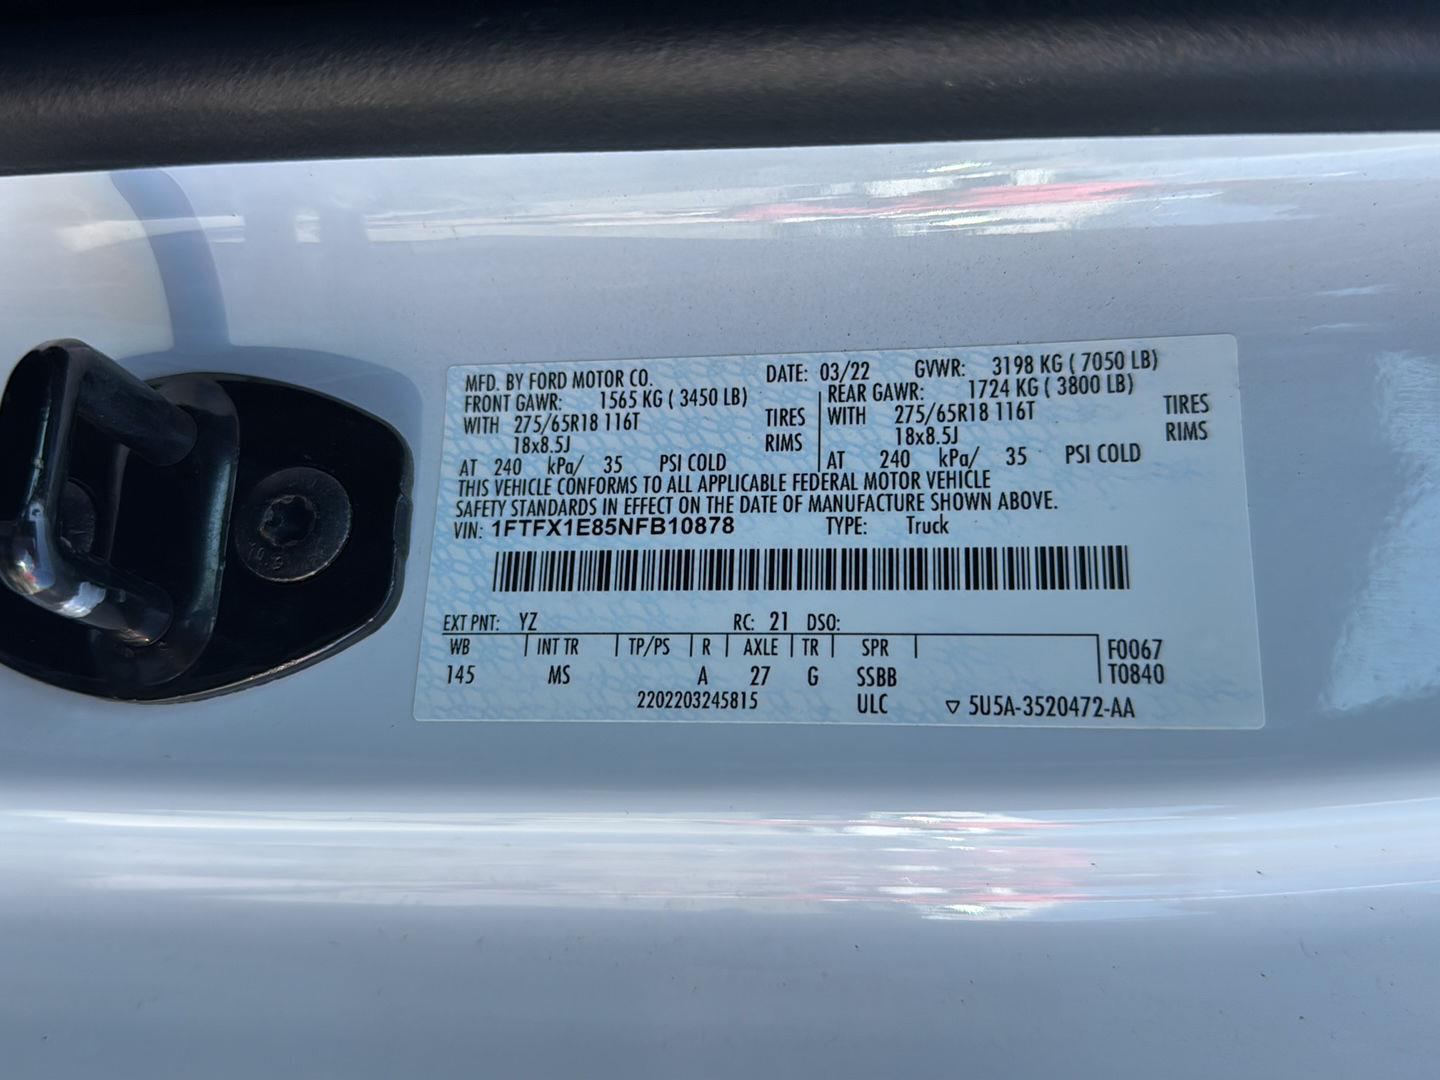 MFD. BY FORD MOTOR CO. DATE: 03/22 GVWR: 3198 KG ( 7050 LB)
FRONT GAWR: 1565 KG ( 3450 LB) REAR GAWR: 1724 KG ( 3800 LB)
WITH 275/65R18 116T TIRES WITH 275/65R18 116T TIRES
18x8.5J RIMS 18x8.5J RIMS
AT 240 kPa/ 35 PSI COLD AT 240 kPa/ 35 PSI COLD
THIS VEHICLE CONFORMS TO ALL APPLICABLE FEDERAL MOTOR VEHICLE
SAFETY STANDARDS IN EFFECT ON THE DATE OF MANUFACTURE SHOWN ABOVE.
VIN: 1FTFX1E85NFB10878 TYPE: Truck
EXT PNT: YZ RC: 21 DSO:
WB INT TR TP/PS R AXLE TR SPR F0067
145 MS A 27 G SSBB T0840
2202203245815 ULC ▽ 5U5A-3520472-AA